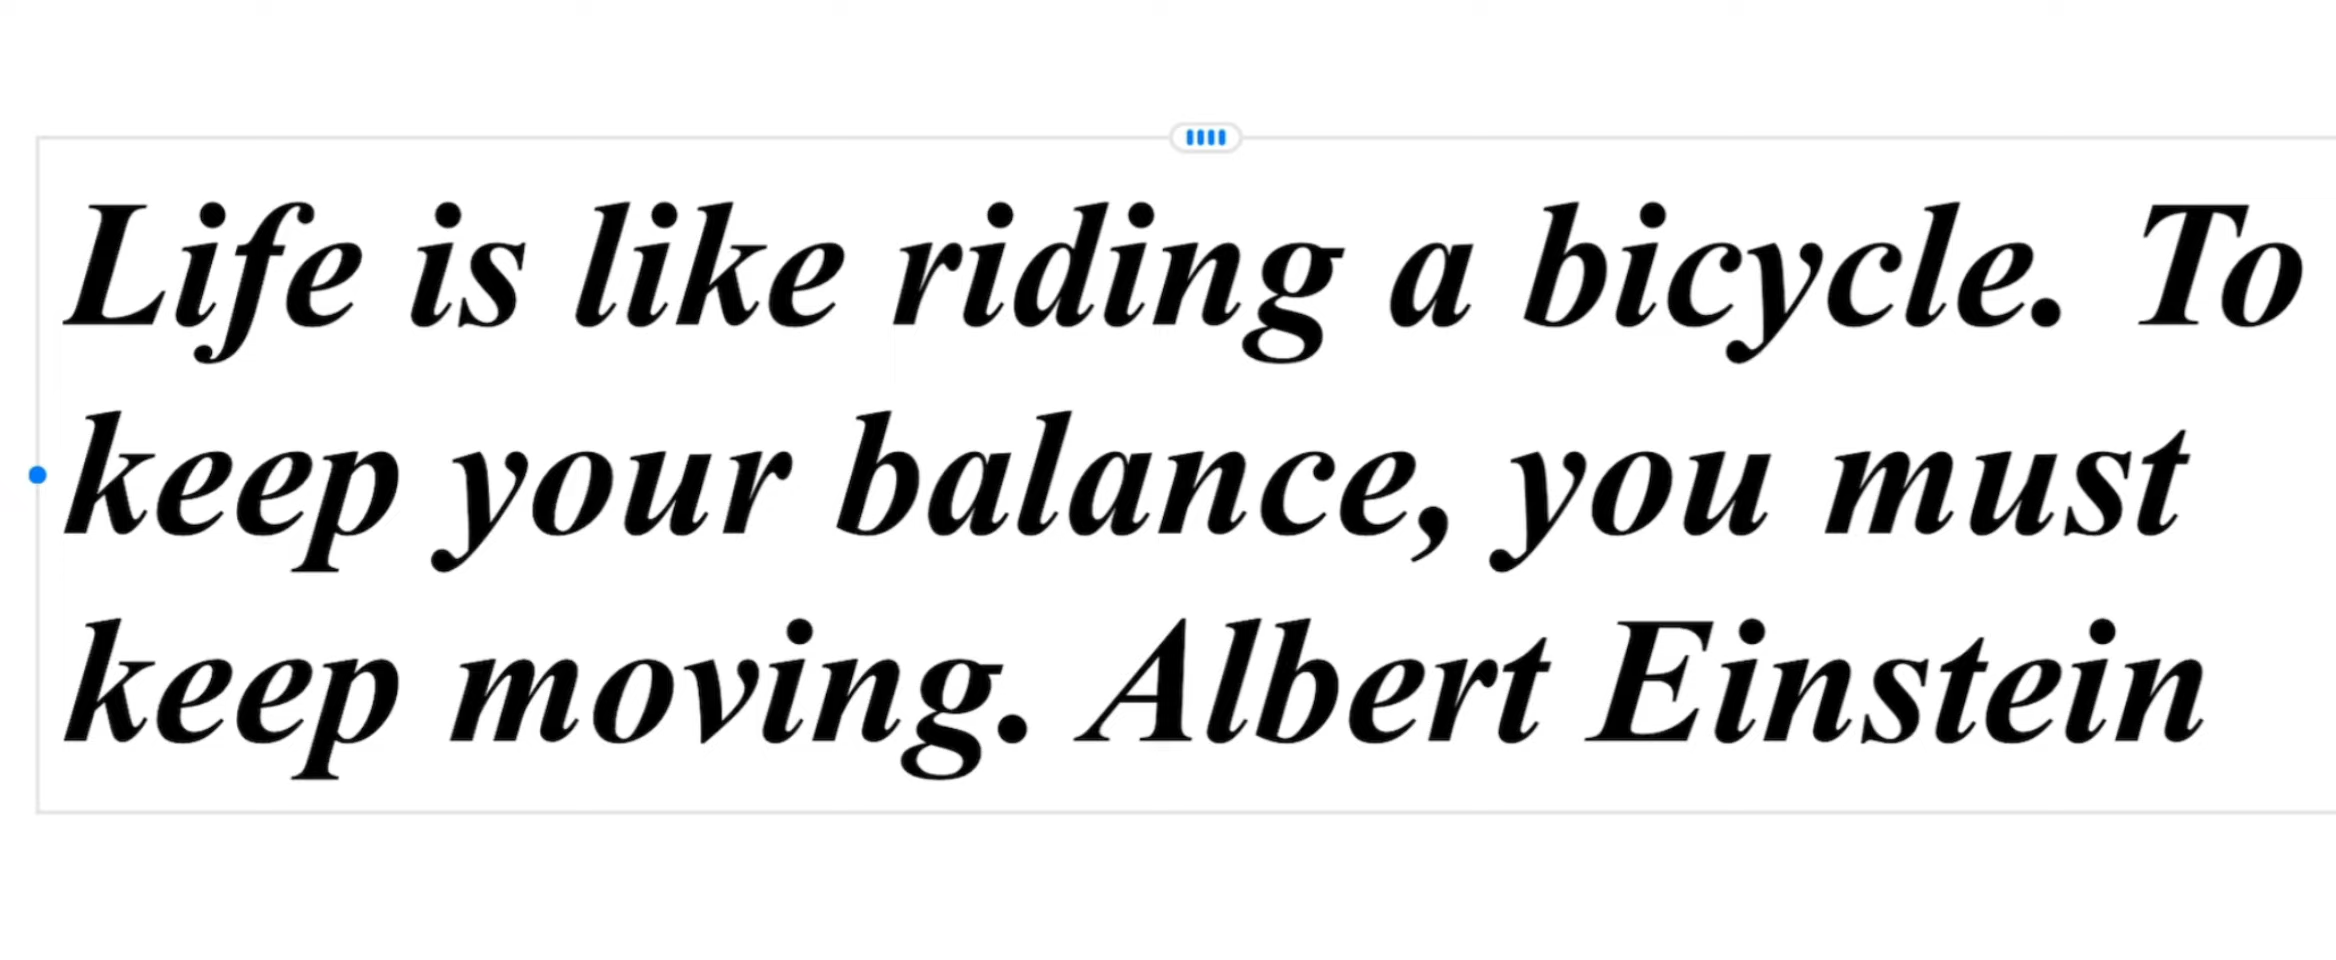 Life is like riding a bicycle. To
keep your balance, you must
keep moving. Albert Einstein